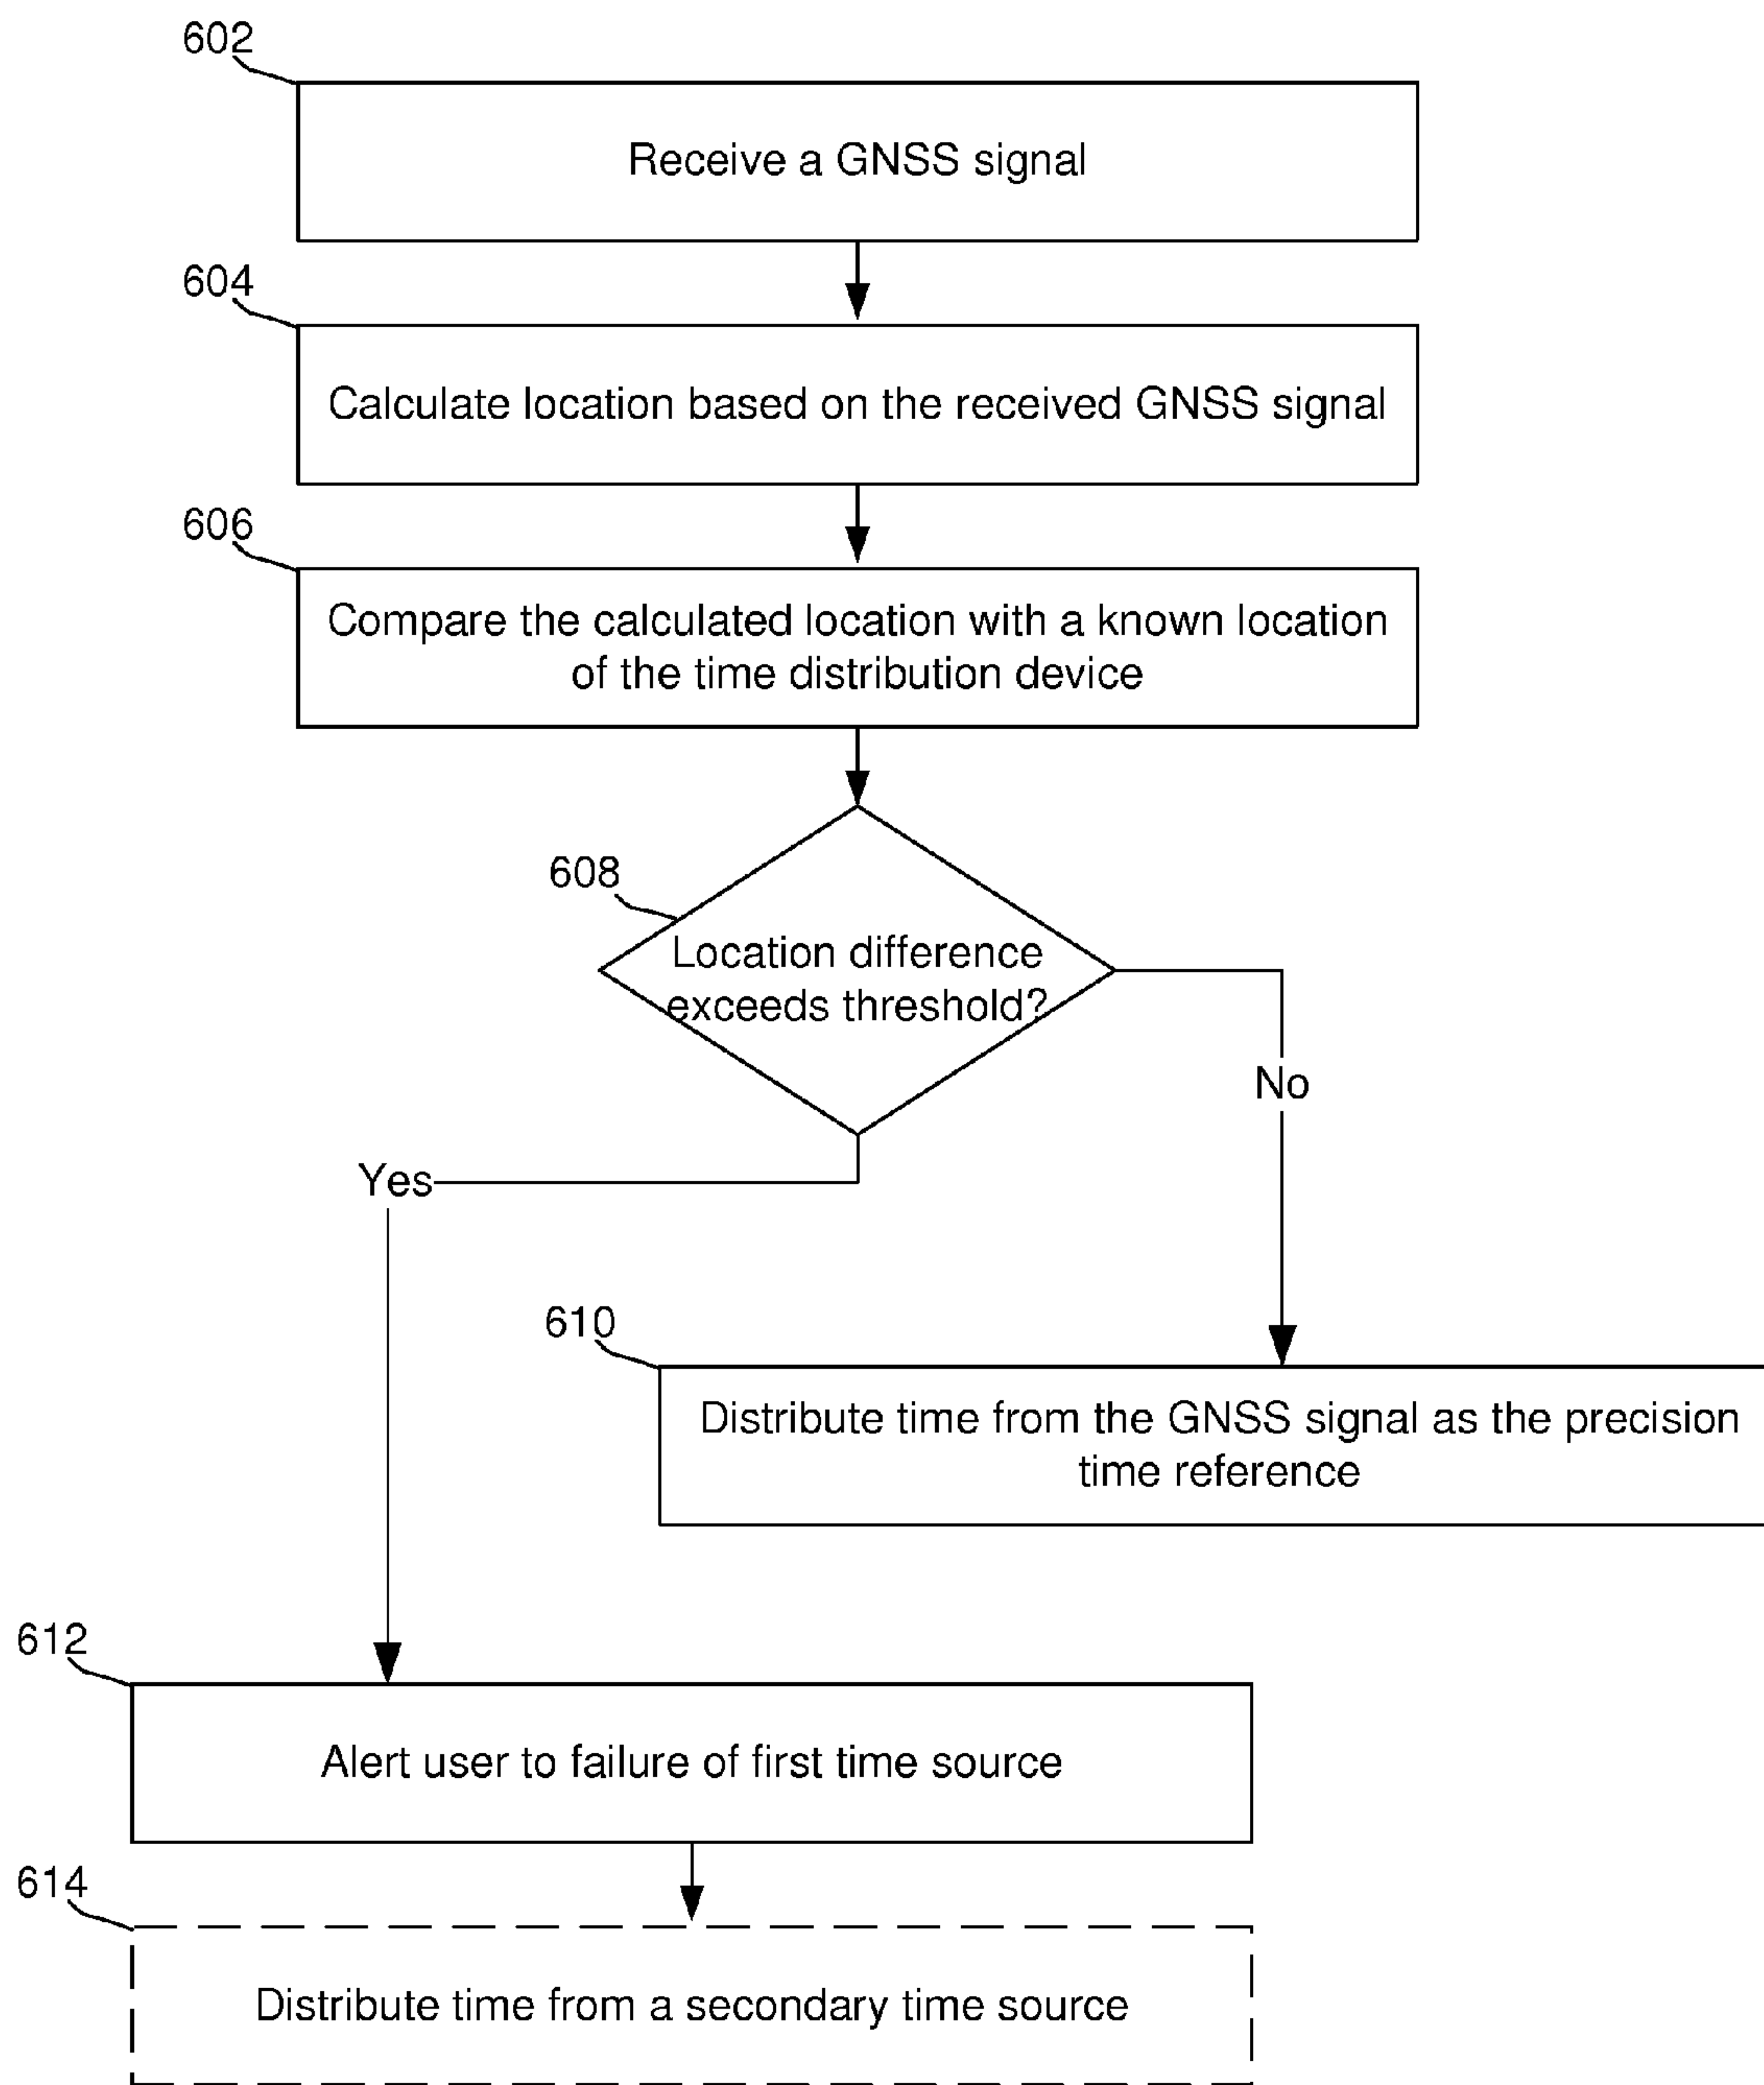 602
Receive a GNSS signal
604
Calculate location based on the received GNSS signal
606
Compare the calculated location with a known location
of the time distribution device
608
Location difference
exceeds threshold?
No
Yes
610
Distribute time from the GNSS signal as the precision
time reference
612
Alert user to failure of first time source
614
Distribute time from a secondary time source